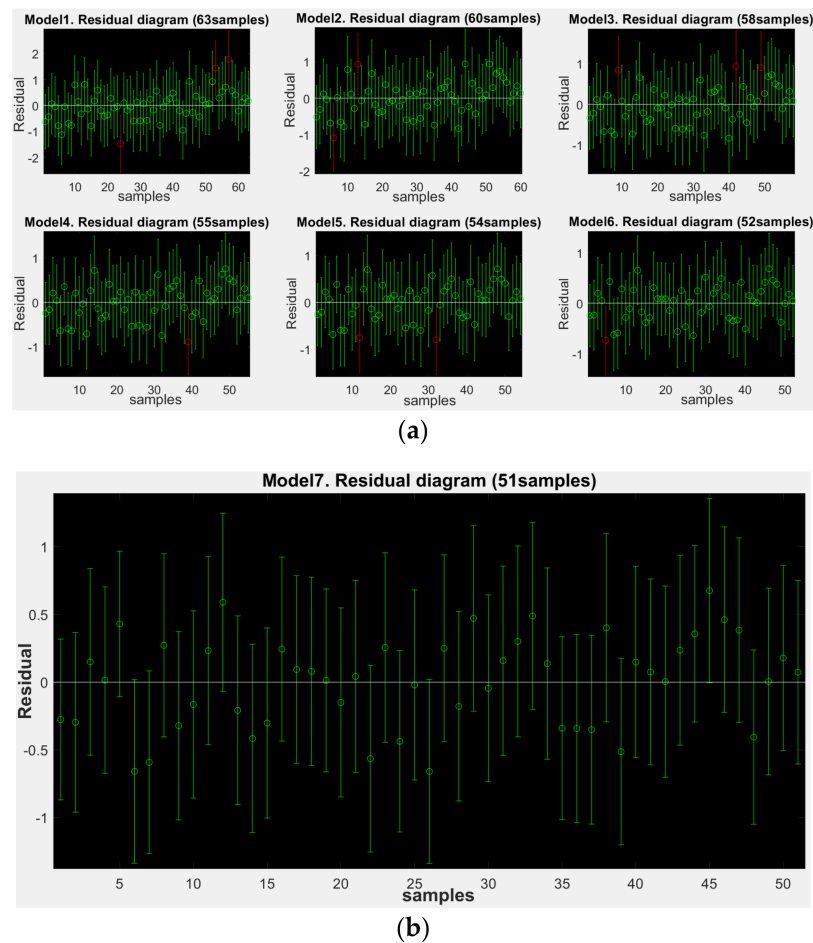 Model1. Residual diagram (63samples)
Model2. Residual diagram (60samples)
Model3. Residual diagram (58samples)
Residual
2
1
0
-1
-2
10 20 30 40 50 60
samples
Residual
1
0
-1
-2
10 20 30 40 50 60
samples
Residual
1
0
-1
10 20 30 40 50
samples
Model4. Residual diagram (55samples)
Model5. Residual diagram (54samples)
Model6. Residual diagram (52samples)
Residual
1
0
-1
10 20 30 40 50
samples
Residual
1
0
-1
10 20 30 40 50
samples
Residual
1
0
-1
10 20 30 40 50
samples
(a)
Model7. Residual diagram (51samples)
Residual
1
0.5
0
-0.5
-1
5 10 15 20 25 30 35 40 45 50
samples
(b)